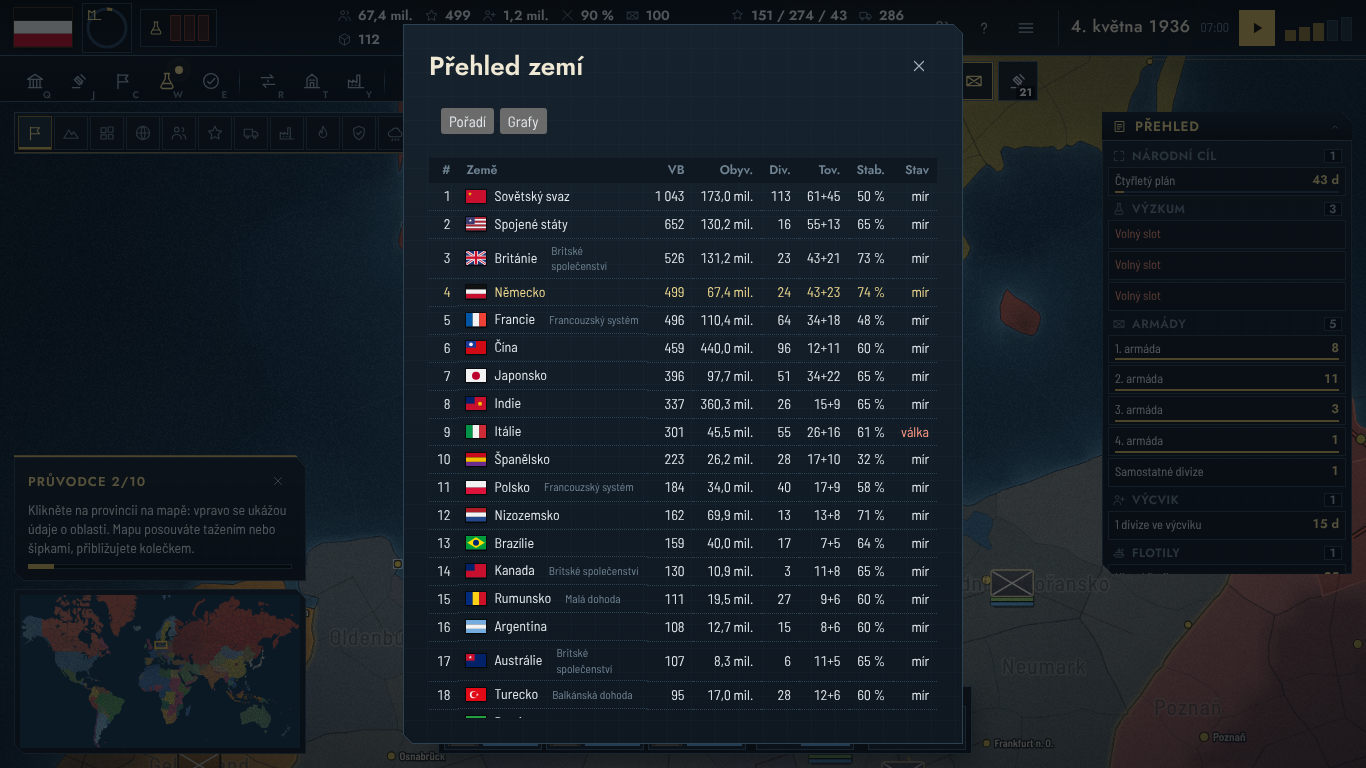 67,4 mil.
499
1,2 mil.
90 %
100
151 / 274 / 43
286
112
4. května 1936
07:00
?
Q
J
C
W
E
R
T
Y
21
Přehled zemí
Pořadí
Grafy
# Země VB Obyv. Div. Tov. Stab. Stav
1 Sovětský svaz 1 043 173,0 mil. 113 61+45 50 % mír
2 Spojené státy 652 130,2 mil. 16 55+13 65 % mír
3 Británie Britské společenství 526 131,2 mil. 23 43+21 73 % mír
4 Německo 499 67,4 mil. 24 43+23 74 % mír
5 Francie Francouzský systém 496 110,4 mil. 64 34+18 48 % mír
6 Čína 459 440,0 mil. 96 12+11 60 % mír
7 Japonsko 396 97,7 mil. 51 34+22 65 % mír
8 Indie 337 360,3 mil. 26 15+9 65 % mír
9 Itálie 301 45,5 mil. 55 26+16 61 % válka
10 Španělsko 223 26,2 mil. 28 17+10 32 % mír
11 Polsko Francouzský systém 184 34,0 mil. 40 17+9 58 % mír
12 Nizozemsko 162 69,9 mil. 13 13+8 71 % mír
13 Brazílie 159 40,0 mil. 17 7+5 64 % mír
14 Kanada Britské společenství 130 10,9 mil. 3 11+8 65 % mír
15 Rumunsko Malá dohoda 111 19,5 mil. 27 9+6 60 % mír
16 Argentina 108 12,7 mil. 15 8+6 60 % mír
17 Austrálie Britské společenství 107 8,3 mil. 6 11+5 65 % mír
18 Turecko Balkánská dohoda 95 17,0 mil. 28 12+6 60 % mír
PŘEHLED
NÁRODNÍ CÍL 1
Čtyřletý plán 43 d
VÝZKUM 3
Volný slot
Volný slot
Volný slot
ARMÁDY 5
1. armáda 8
2. armáda 11
3. armáda 3
4. armáda 1
Samostatné divize 1
VÝCVIK 1
1 divize ve výcviku 15 d
FLOTILY 1
PRŮVODCE 2/10
Klikněte na provincii na mapě: vpravo se ukážou
údaje o oblasti. Mapu posouváte tažením nebo
šipkami, přibližujete kolečkem.
Neumark
Poznaň
Poznaň
Frankfurt n. O.
Osnabrück